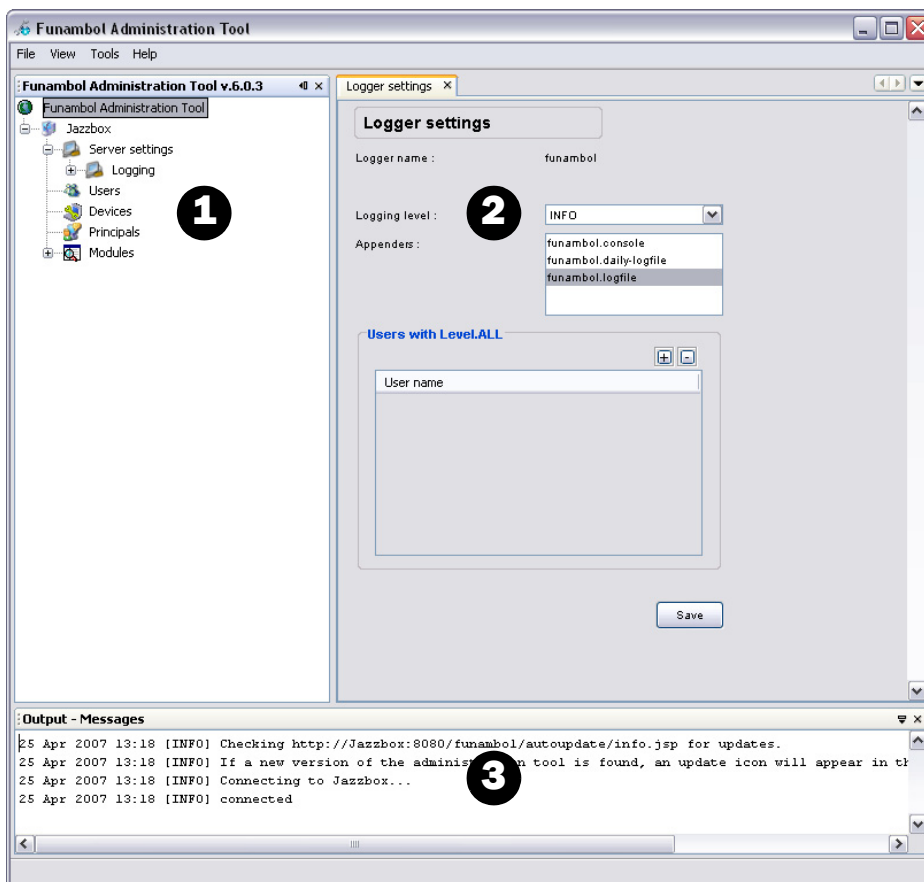 Funambol Administration Tool
File View Tools Help
Funambol Administration Tool v.6.0.3
Funambol Administration Tool
Jazzbox
Server settings
Logging
Users
Devices
Principals
Modules
1
Logger settings
Logger settings
Logger name : funambol
Logging level : INFO
2
Appenders : funambol.console
funambol.daily-logfile
funambol.logfile
Users with Level.ALL
User name
Save
Output - Messages
25 Apr 2007 13:18 [INFO] Checking http://Jazzbox:8080/funambol/autoupdate/info.jsp for updates.
25 Apr 2007 13:18 [INFO] If a new version of the administration tool is found, an update icon will appear in th
25 Apr 2007 13:18 [INFO] Connecting to Jazzbox...
25 Apr 2007 13:18 [INFO] connected
3